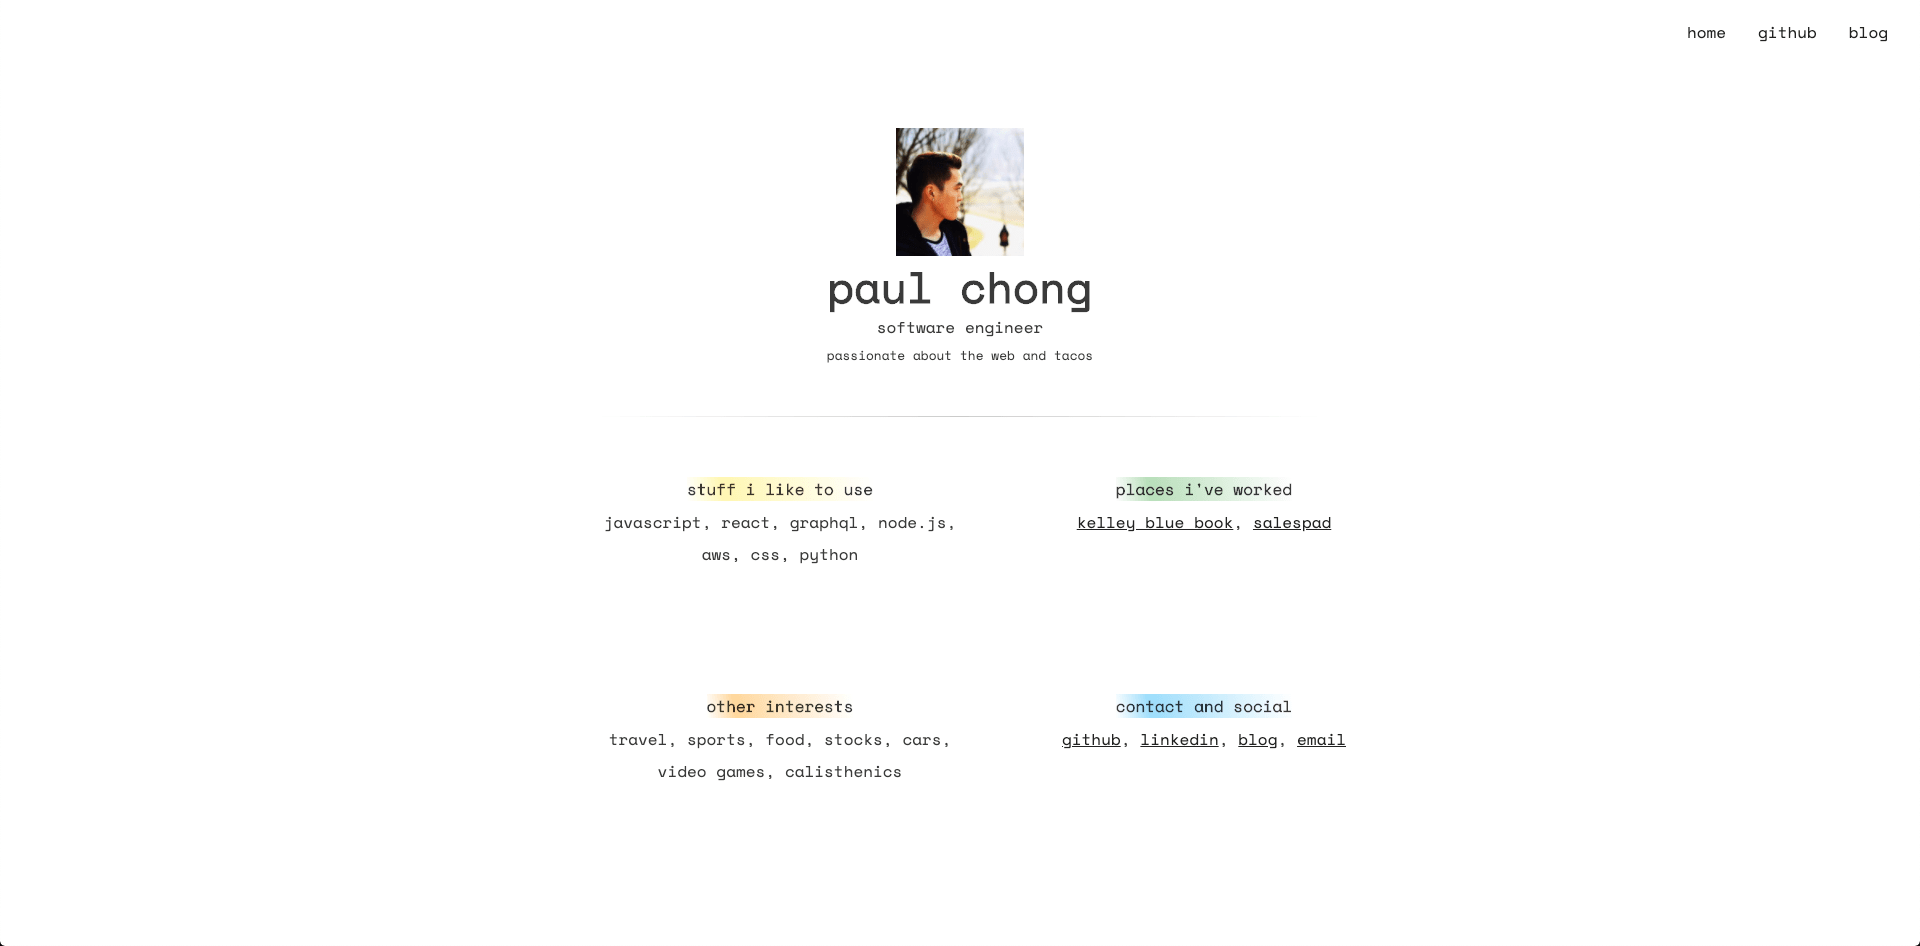 home github blog
paul chong
software engineer
passionate about the web and tacos
stuff i like to use
javascript, react, graphql, node.js,
aws, css, python
places i've worked
kelley blue book, salespad
other interests
travel, sports, food, stocks, cars,
video games, calisthenics
contact and social
github, linkedin, blog, email